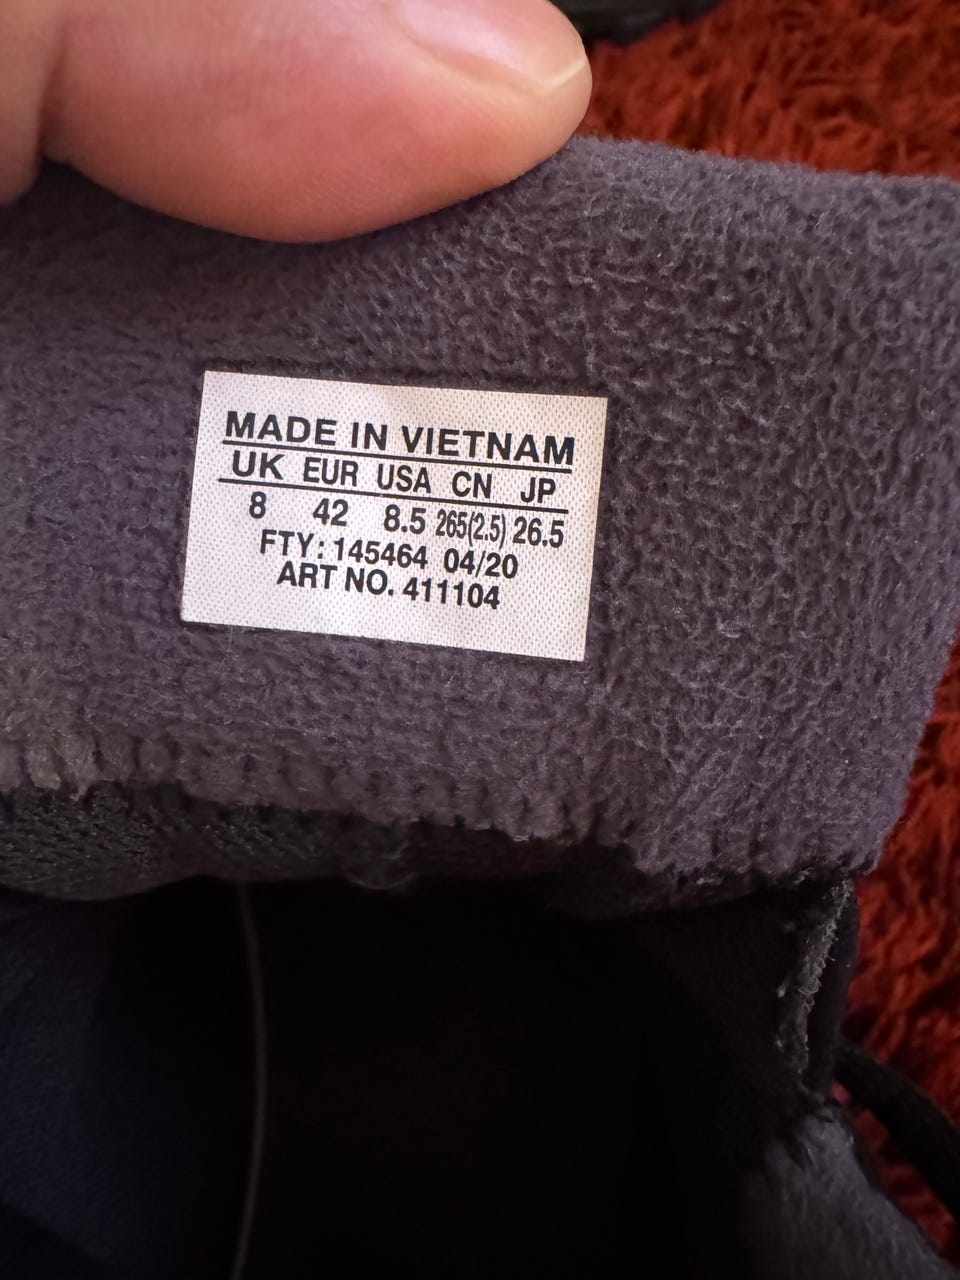 MADE IN VIETNAM
UK EUR USA CN JP
8 42 8.5 265(2.5) 26.5
FTY: 145464 04/20
ART NO. 411104